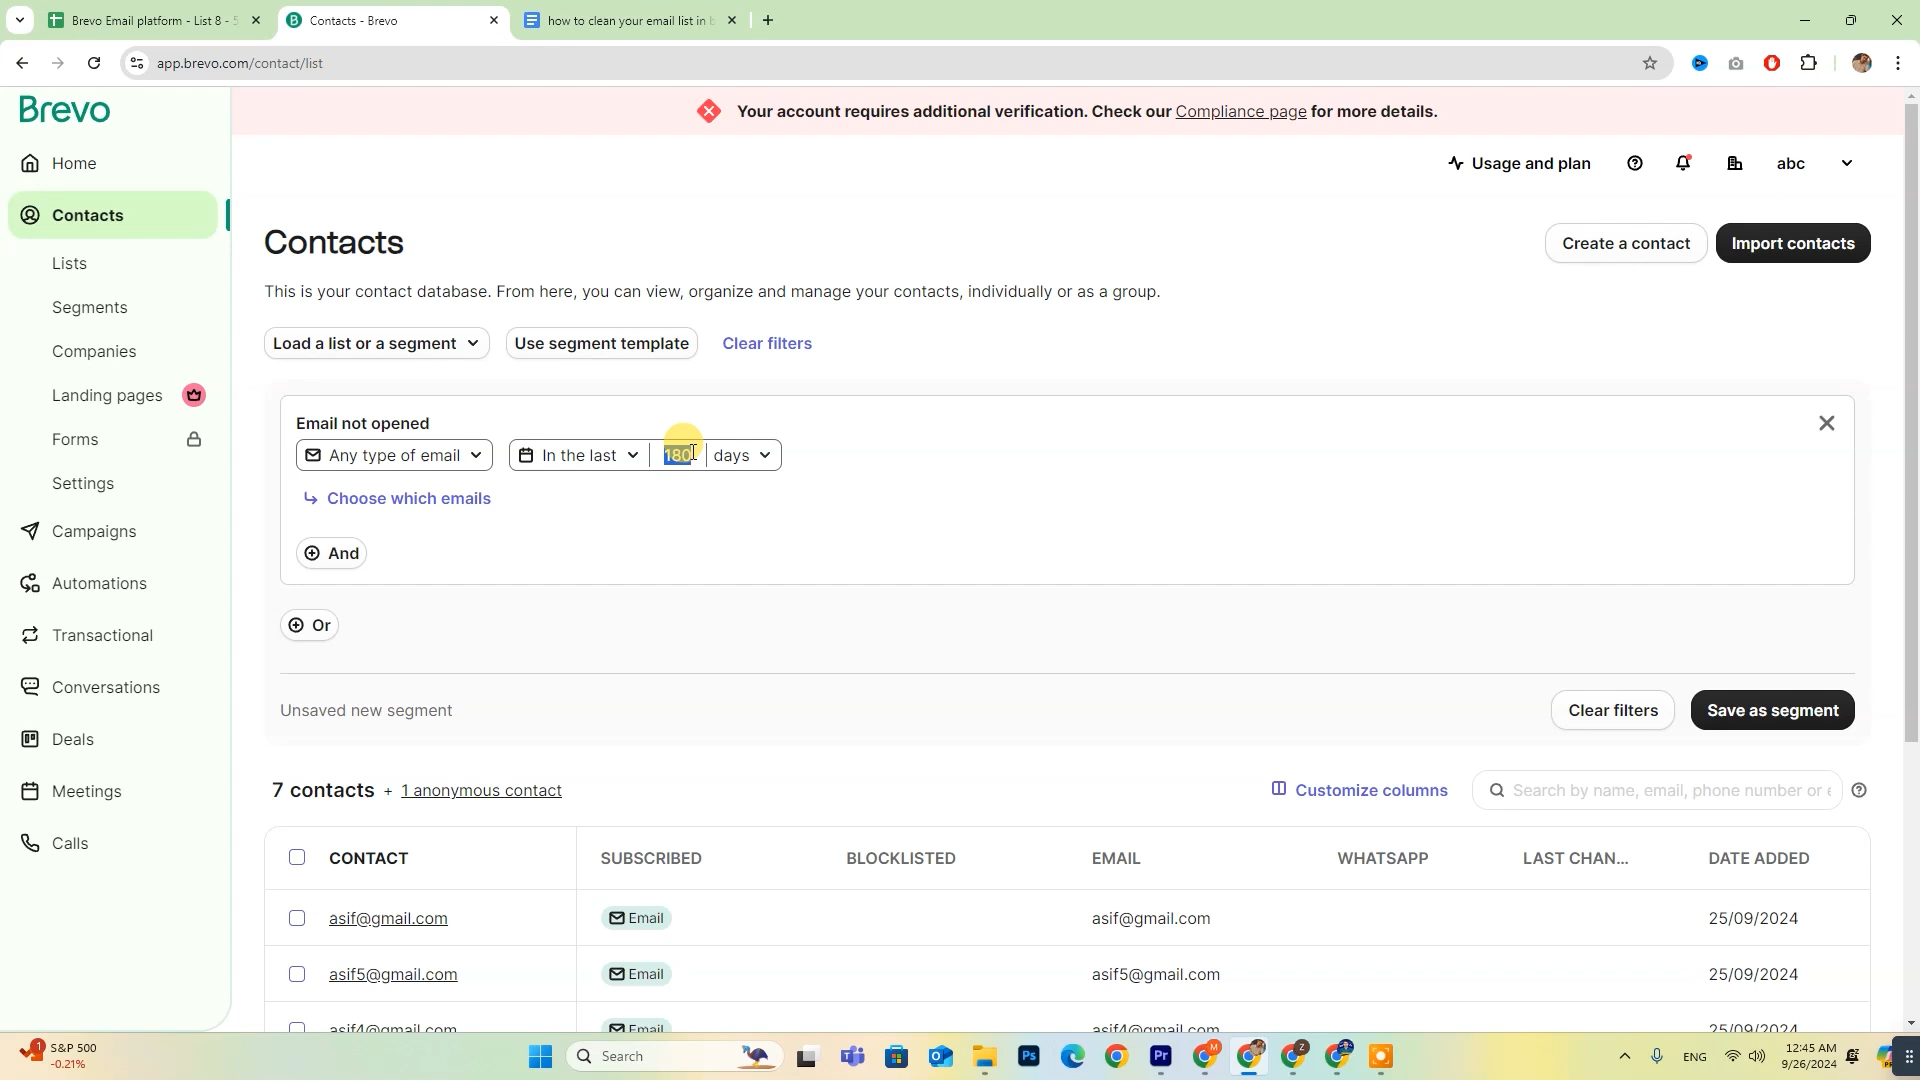 Brevo Email platform - List 8 - 5
Contacts - Brevo
how to clean your email list in b
app.brevo.com/contact/list
Brevo
Your account requires additional verification. Check our Compliance page for more details.
Home
Usage and plan
abc
Contacts
Lists
Segments
Companies
Landing pages
Forms
Settings
Campaigns
Automations
Transactional
Conversations
Deals
Meetings
Calls
Contacts
Create a contact
Import contacts
This is your contact database. From here, you can view, organize and manage your contacts, individually or as a group.
Load a list or a segment
Use segment template
Clear filters
Email not opened
Any type of email
In the last
180
days
Choose which emails
And
Or
Unsaved new segment
Clear filters
Save as segment
7 contacts + 1 anonymous contact
Customize columns
Search by name, email, phone number or e
CONTACT
SUBSCRIBED
BLOCKLISTED
EMAIL
WHATSAPP
LAST CHAN...
DATE ADDED
asif@gmail.com
Email
asif@gmail.com
25/09/2024
asif5@gmail.com
Email
asif5@gmail.com
25/09/2024
asif4@gmail.com
Email
asif4@gmail.com
25/09/2024
1
S&P 500
-0.21%
Search
Ps
Pr
M
Z
ENG
12:45 AM
9/26/2024